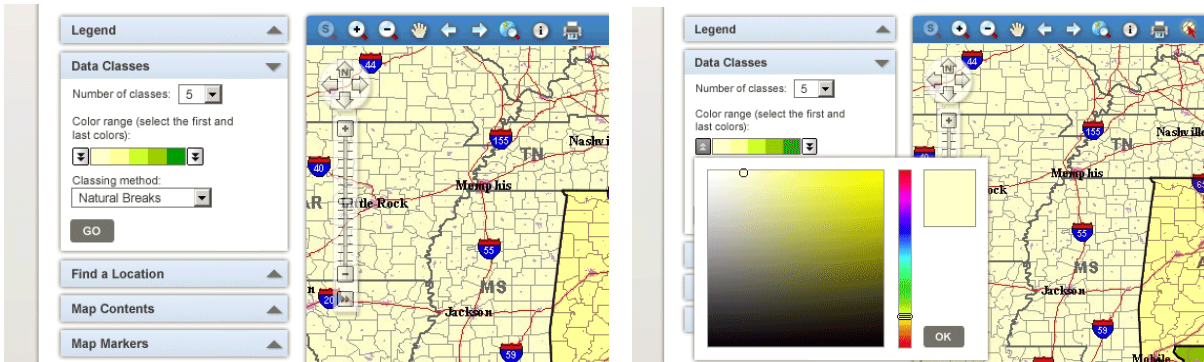 Legend
Data Classes
Number of classes: 5
Color range (select the first and
last colors):
Classing method:
Natural Breaks
GO
Find a Location
Map Contents
Map Markers
S
i
N
44
155
Nashvi
TN
40
Memphis
AR
tle Rock
55
MS
20
Jackson
59
Legend
Data Classes
Number of classes: 5
Color range (select the first and
last colors):
OK
S
i
N
44
155
Nashville
TN
40
Memphis
ock
65
55
MS
Jackson
59
Mobile